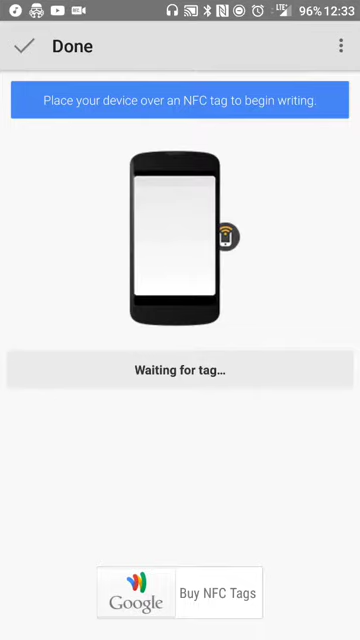 LTE 96% 12:33
Done
Place your device over an NFC tag to begin writing.
Waiting for tag...
Google Buy NFC Tags